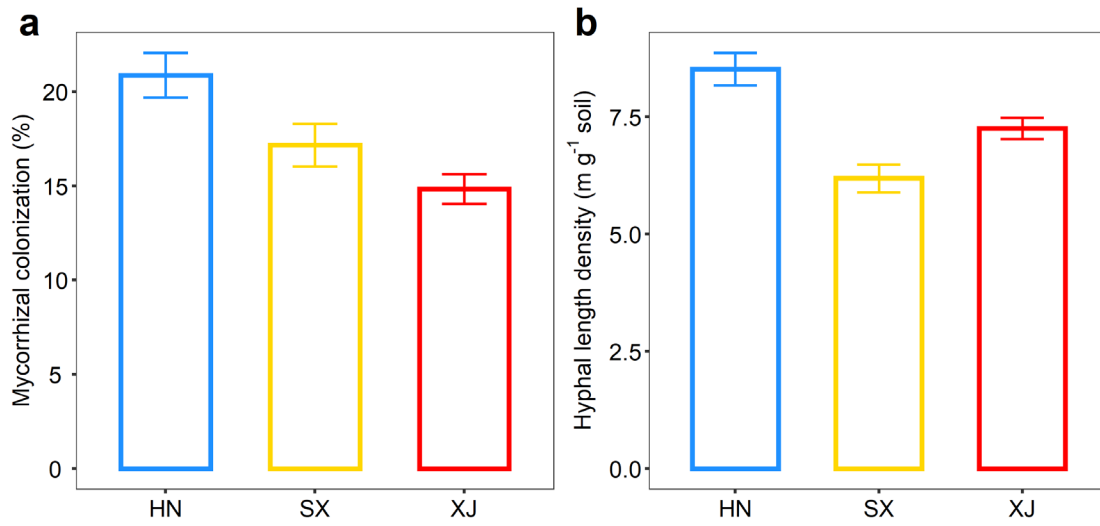 a
Mycorrhizal colonization (%)
20
15
10
5
0
HN SX XJ
b
Hyphal length density (m g⁻¹ soil)
7.5
5.0
2.5
0.0
HN SX XJ